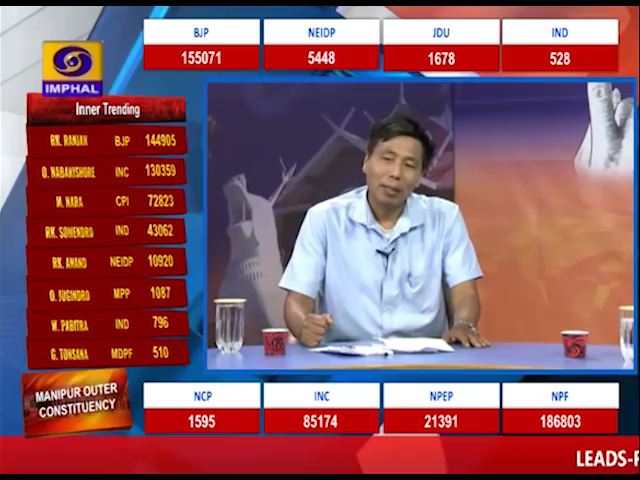 BJP NEIDP JDU IND
155071 5448 1678 528
IMPHAL
Inner Trending
RK. RANJAN BJP 144905
O. NABAKYSHORE INC 130359
M. NARA CPI 72823
RK. SOMENDRO IND 43062
RK. ANAND NEIDP 10920
O. JUGINDRO MPP 1087
W. PABITRA IND 796
G. TONSANA MDPF 510
MANIPUR OUTER
CONSTITUENCY
NCP INC NPEP NPF
1595 85174 21391 186803
LEADS-